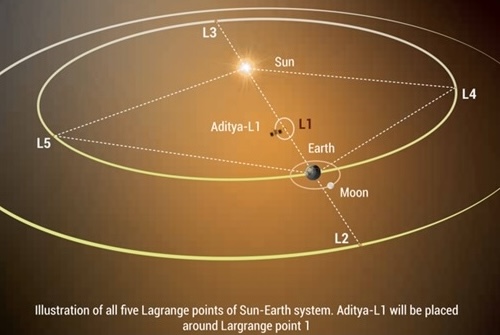 L3
Sun
L4
Aditya-L1
L1
L5
Earth
Moon
L2
Illustration of all five Lagrange points of Sun-Earth system. Aditya-L1 will be placed
around Largrange point 1